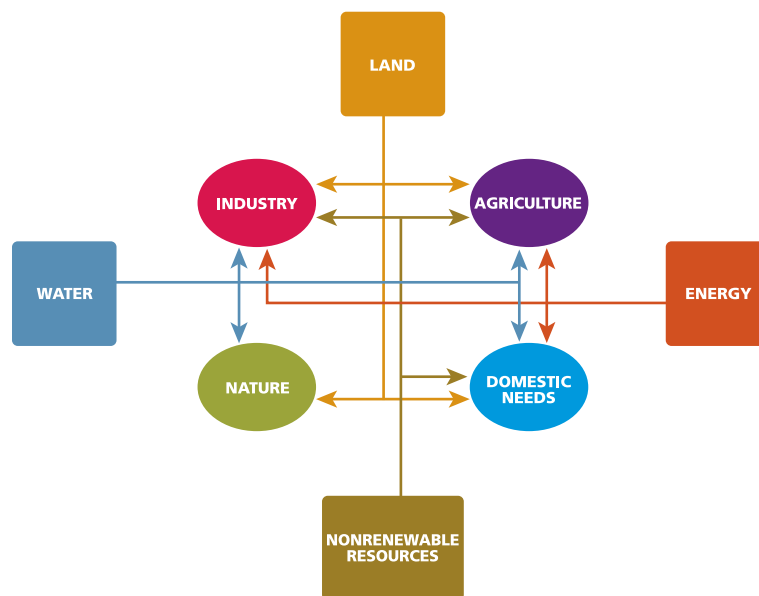 LAND
INDUSTRY
AGRICULTURE
WATER
ENERGY
NATURE
DOMESTIC
NEEDS
NONRENEWABLE
RESOURCES